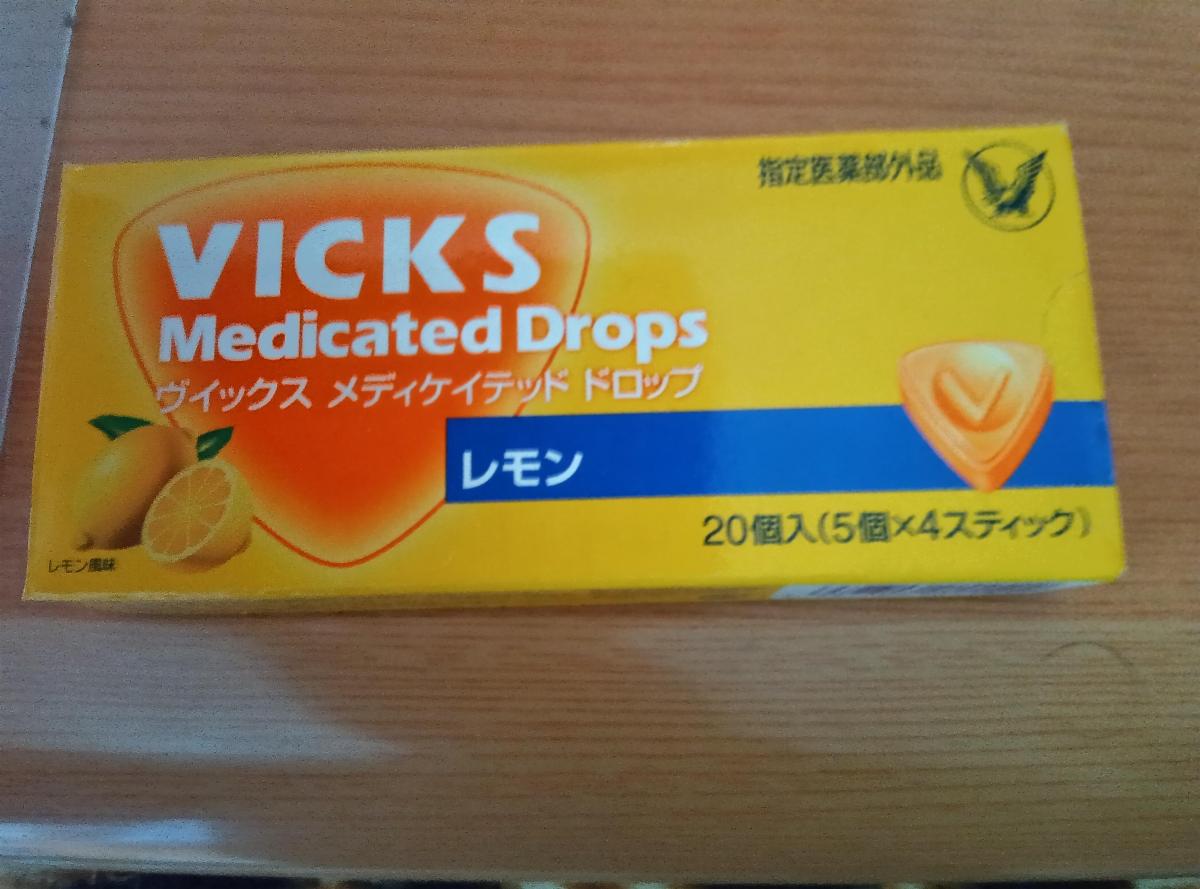 指定医薬部外品
VICKS
Medicated Drops
ヴイックス メディケイテッド ドロップ
レモン
20個入(5個×4スティック)
レモン風味